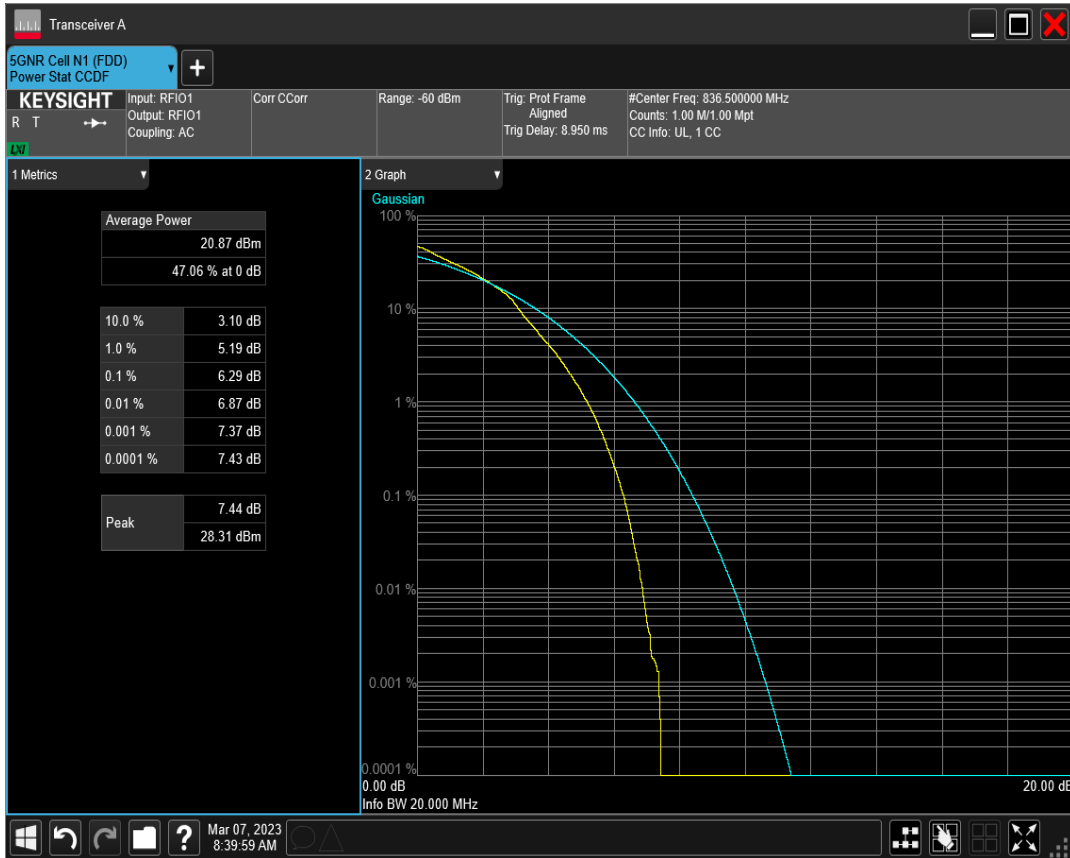 Transceiver A
5GNR Cell N1 (FDD)
Power Stat CCDF
+
KEYSIGHT
R T
LXI
Input: RFIO1
Output: RFIO1
Coupling: AC
Corr CCorr
Range: -60 dBm
Trig: Prot Frame
Aligned
Trig Delay: 8.950 ms
#Center Freq: 836.500000 MHz
Counts: 1.00 M/1.00 Mpt
CC Info: UL, 1 CC
1 Metrics
Average Power
20.87 dBm
47.06 % at 0 dB
10.0 % 3.10 dB
1.0 % 5.19 dB
0.1 % 6.29 dB
0.01 % 6.87 dB
0.001 % 7.37 dB
0.0001 % 7.43 dB
Peak
7.44 dB
28.31 dBm
2 Graph
Gaussian
100 %
10 %
1 %
0.1 %
0.01 %
0.001 %
0.0001 %
0.00 dB 20.00 dB
Info BW 20.000 MHz
?
Mar 07, 2023
8:39:59 AM